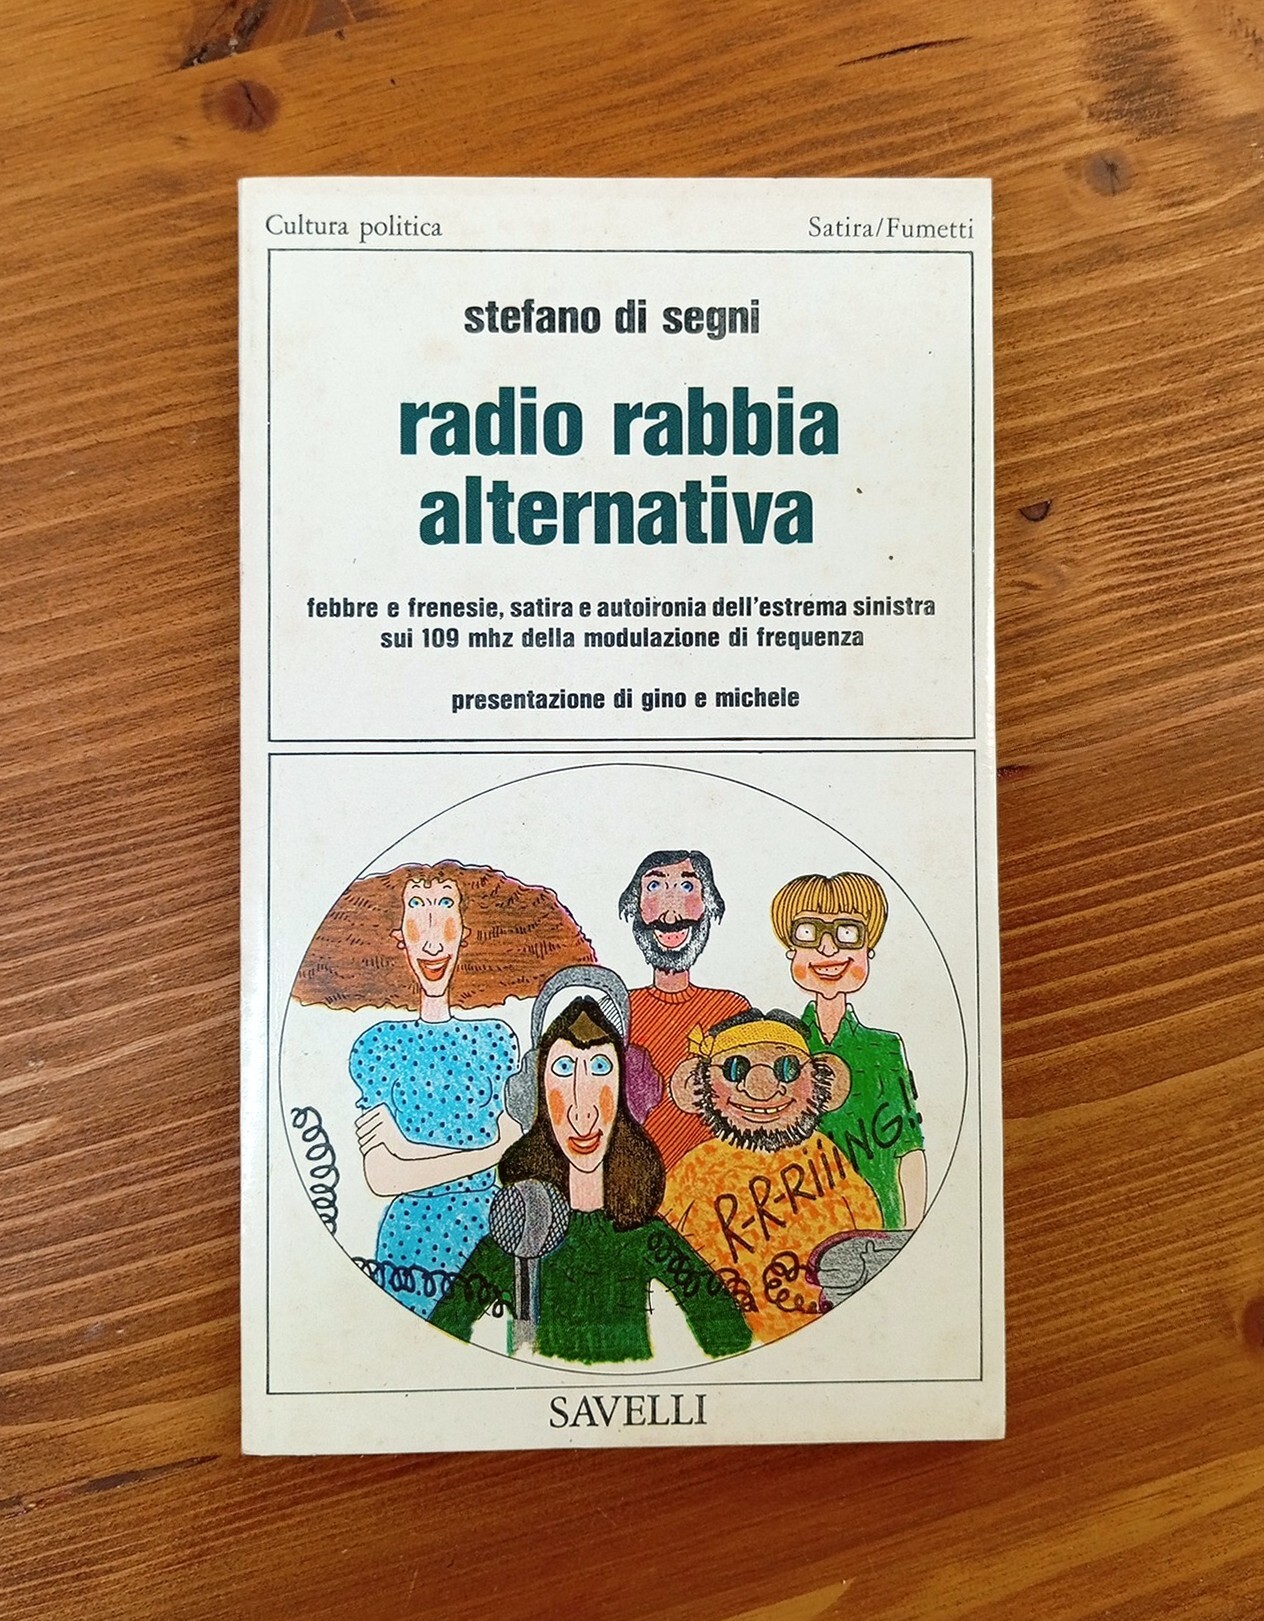 Cultura politica
Satira/Fumetti
stefano di segni
radio rabbia
alternativa
febbre e frenesie, satira e autoironia dell'estrema sinistra
sui 109 mhz della modulazione di frequenza
presentazione di gino e michele
R-R-RiiiNG!!
SAVELLI